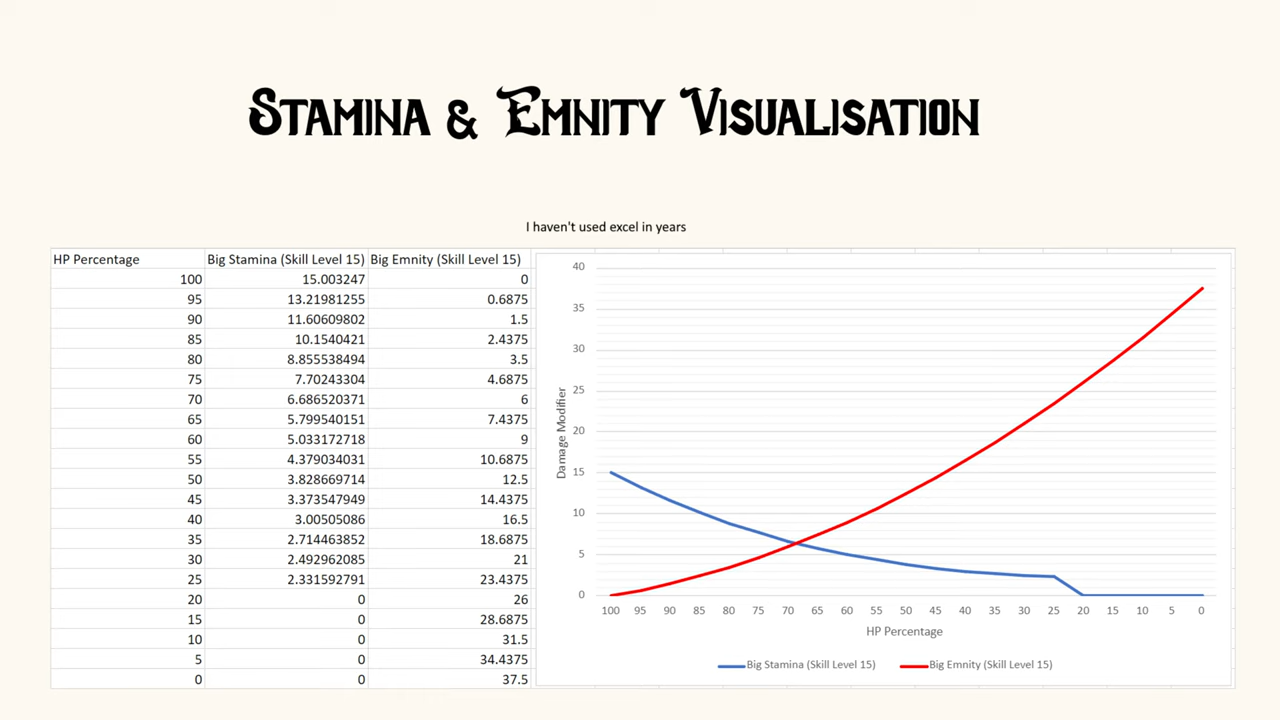 Stamina & Emnity Visualisation
I haven't used excel in years
HP Percentage Big Stamina (Skill Level 15) Big Emnity (Skill Level 15)
100 15.003247 0
95 13.21981255 0.6875
90 11.60609802 1.5
85 10.1540421 2.4375
80 8.855538494 3.5
75 7.70243304 4.6875
70 6.686520371 6
65 5.799540151 7.4375
60 5.033172718 9
55 4.379034031 10.6875
50 3.828669714 12.5
45 3.373547949 14.4375
40 3.00505086 16.5
35 2.714463852 18.6875
30 2.492962085 21
25 2.331592791 23.4375
20 0 26
15 0 28.6875
10 0 31.5
5 0 34.4375
0 0 37.5
40
35
30
25
20
15
10
5
0
Damage Modifier
100 95 90 85 80 75 70 65 60 55 50 45 40 35 30 25 20 15 10 5 0
HP Percentage
Big Stamina (Skill Level 15) Big Emnity (Skill Level 15)